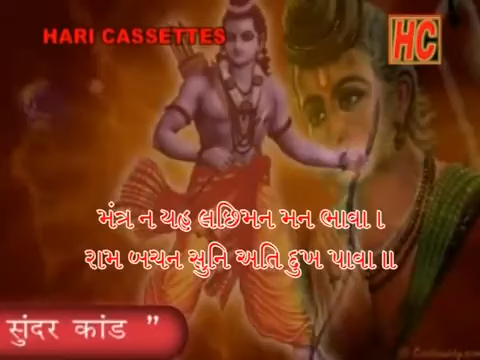 HARI CASSETTES
HC
મંત્ર ન યહ લછિમન મન ભાવા ।
રામ બચન સુનિ અતિ દુખ પાવા ॥
सुंदर कांड ”